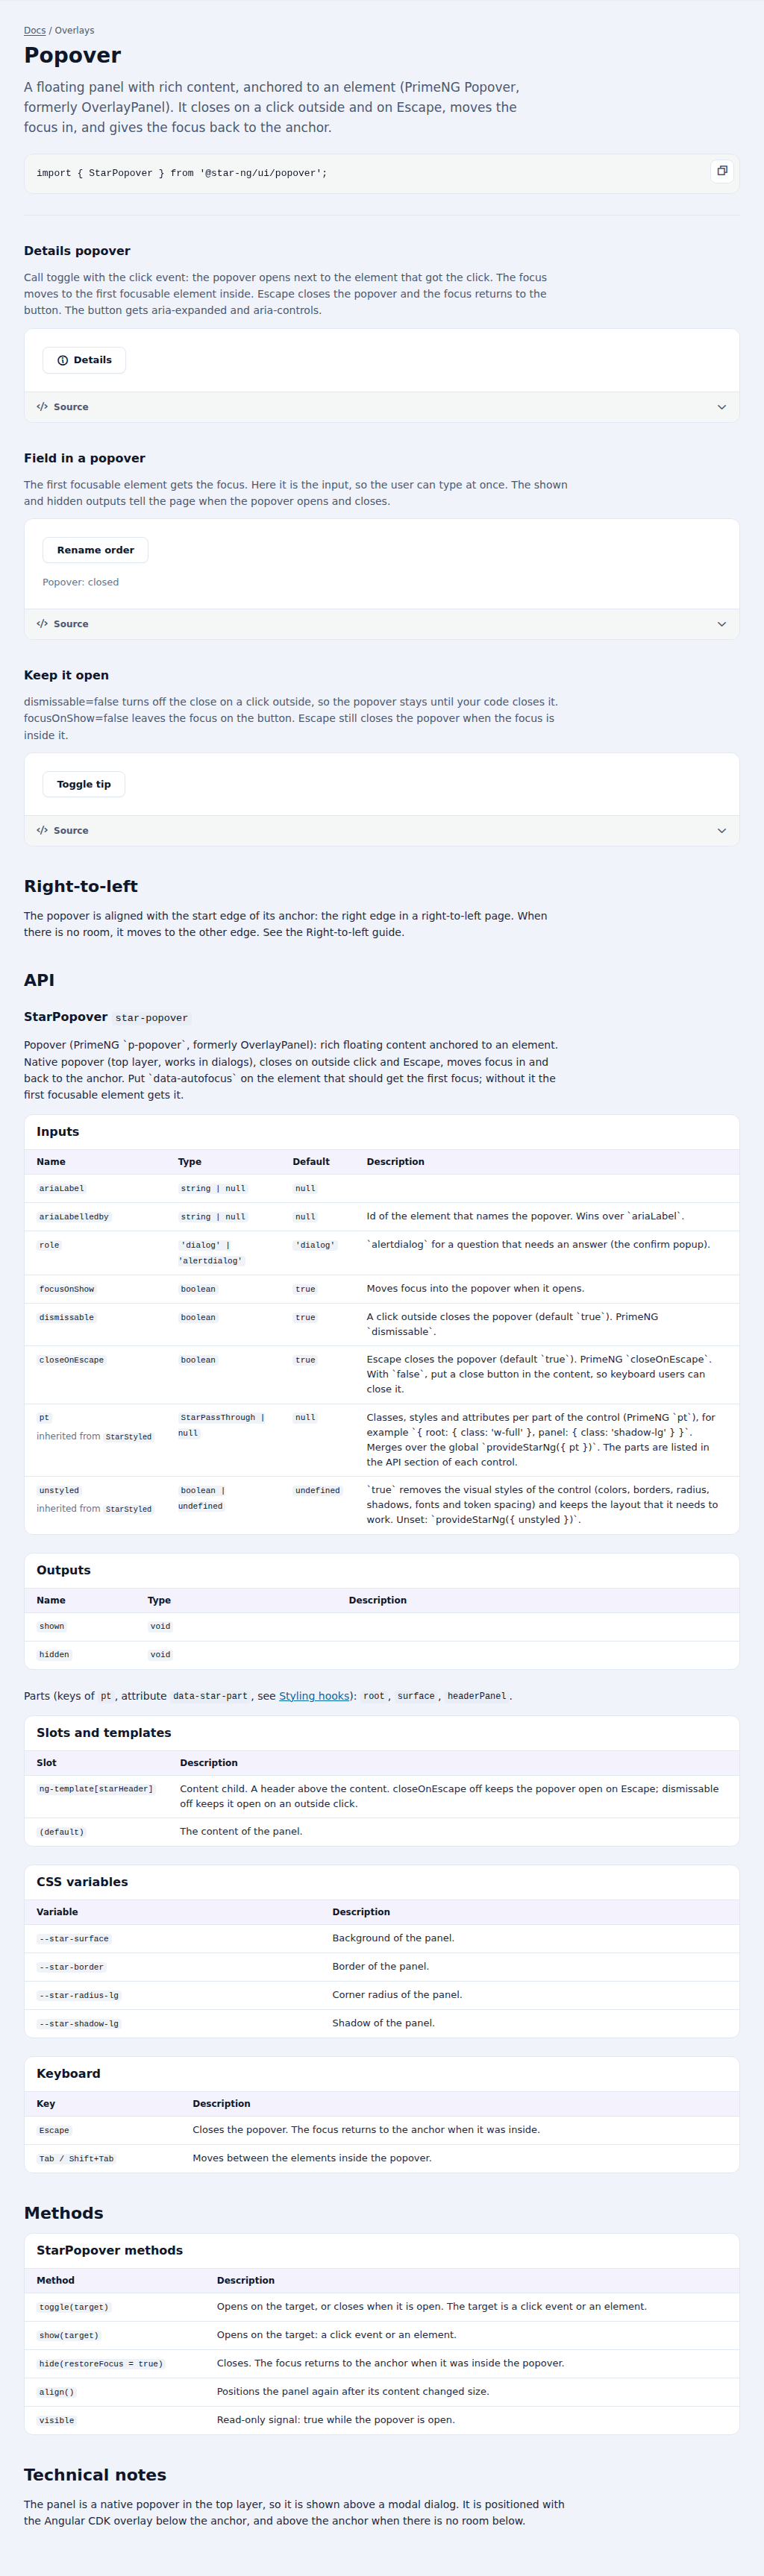 Docs / Overlays
Popover
A floating panel with rich content, anchored to an element (PrimeNG Popover,
formerly OverlayPanel). It closes on a click outside and on Escape, moves the
focus in, and gives the focus back to the anchor.
import { StarPopover } from '@star-ng/ui/popover';
Details popover
Call toggle with the click event: the popover opens next to the element that got the click. The focus
moves to the first focusable element inside. Escape closes the popover and the focus returns to the
button. The button gets aria-expanded and aria-controls.
Details
Source
Field in a popover
The first focusable element gets the focus. Here it is the input, so the user can type at once. The shown
and hidden outputs tell the page when the popover opens and closes.
Rename order
Popover: closed
Source
Keep it open
dismissable=false turns off the close on a click outside, so the popover stays until your code closes it.
focusOnShow=false leaves the focus on the button. Escape still closes the popover when the focus is
inside it.
Toggle tip
Source
Right-to-left
The popover is aligned with the start edge of its anchor: the right edge in a right-to-left page. When
there is no room, it moves to the other edge. See the Right-to-left guide.
API
StarPopover star-popover
Popover (PrimeNG `p-popover`, formerly OverlayPanel): rich floating content anchored to an element.
Native popover (top layer, works in dialogs), closes on outside click and Escape, moves focus in and
back to the anchor. Put `data-autofocus` on the element that should get the first focus; without it the
first focusable element gets it.
Inputs
Name Type Default Description
ariaLabel string | null null
ariaLabelledby string | null null Id of the element that names the popover. Wins over `ariaLabel`.
role 'dialog' | 'dialog' `alertdialog` for a question that needs an answer (the confirm popup).
'alertdialog'
focusOnShow boolean true Moves focus into the popover when it opens.
dismissable boolean true A click outside closes the popover (default `true`). PrimeNG
`dismissable`.
closeOnEscape boolean true Escape closes the popover (default `true`). PrimeNG `closeOnEscape`.
With `false`, put a close button in the content, so keyboard users can
close it.
pt StarPassThrough | null Classes, styles and attributes per part of the control (PrimeNG `pt`), for
inherited from StarStyled null example `{ root: { class: 'w-full' }, panel: { class: 'shadow-lg' } }`.
Merges over the global `provideStarNg({ pt })`. The parts are listed in
the API section of each control.
unstyled boolean | undefined `true` removes the visual styles of the control (colors, borders, radius,
inherited from StarStyled undefined shadows, fonts and token spacing) and keeps the layout that it needs to
work. Unset: `provideStarNg({ unstyled })`.
Outputs
Name Type Description
shown void
hidden void
Parts (keys of pt, attribute data-star-part, see Styling hooks): root, surface, headerPanel.
Slots and templates
Slot Description
ng-template[starHeader] Content child. A header above the content. closeOnEscape off keeps the popover open on Escape; dismissable
off keeps it open on an outside click.
(default) The content of the panel.
CSS variables
Variable Description
--star-surface Background of the panel.
--star-border Border of the panel.
--star-radius-lg Corner radius of the panel.
--star-shadow-lg Shadow of the panel.
Keyboard
Key Description
Escape Closes the popover. The focus returns to the anchor when it was inside.
Tab / Shift+Tab Moves between the elements inside the popover.
Methods
StarPopover methods
Method Description
toggle(target) Opens on the target, or closes when it is open. The target is a click event or an element.
show(target) Opens on the target: a click event or an element.
hide(restoreFocus = true) Closes. The focus returns to the anchor when it was inside the popover.
align() Positions the panel again after its content changed size.
visible Read-only signal: true while the popover is open.
Technical notes
The panel is a native popover in the top layer, so it is shown above a modal dialog. It is positioned with
the Angular CDK overlay below the anchor, and above the anchor when there is no room below.